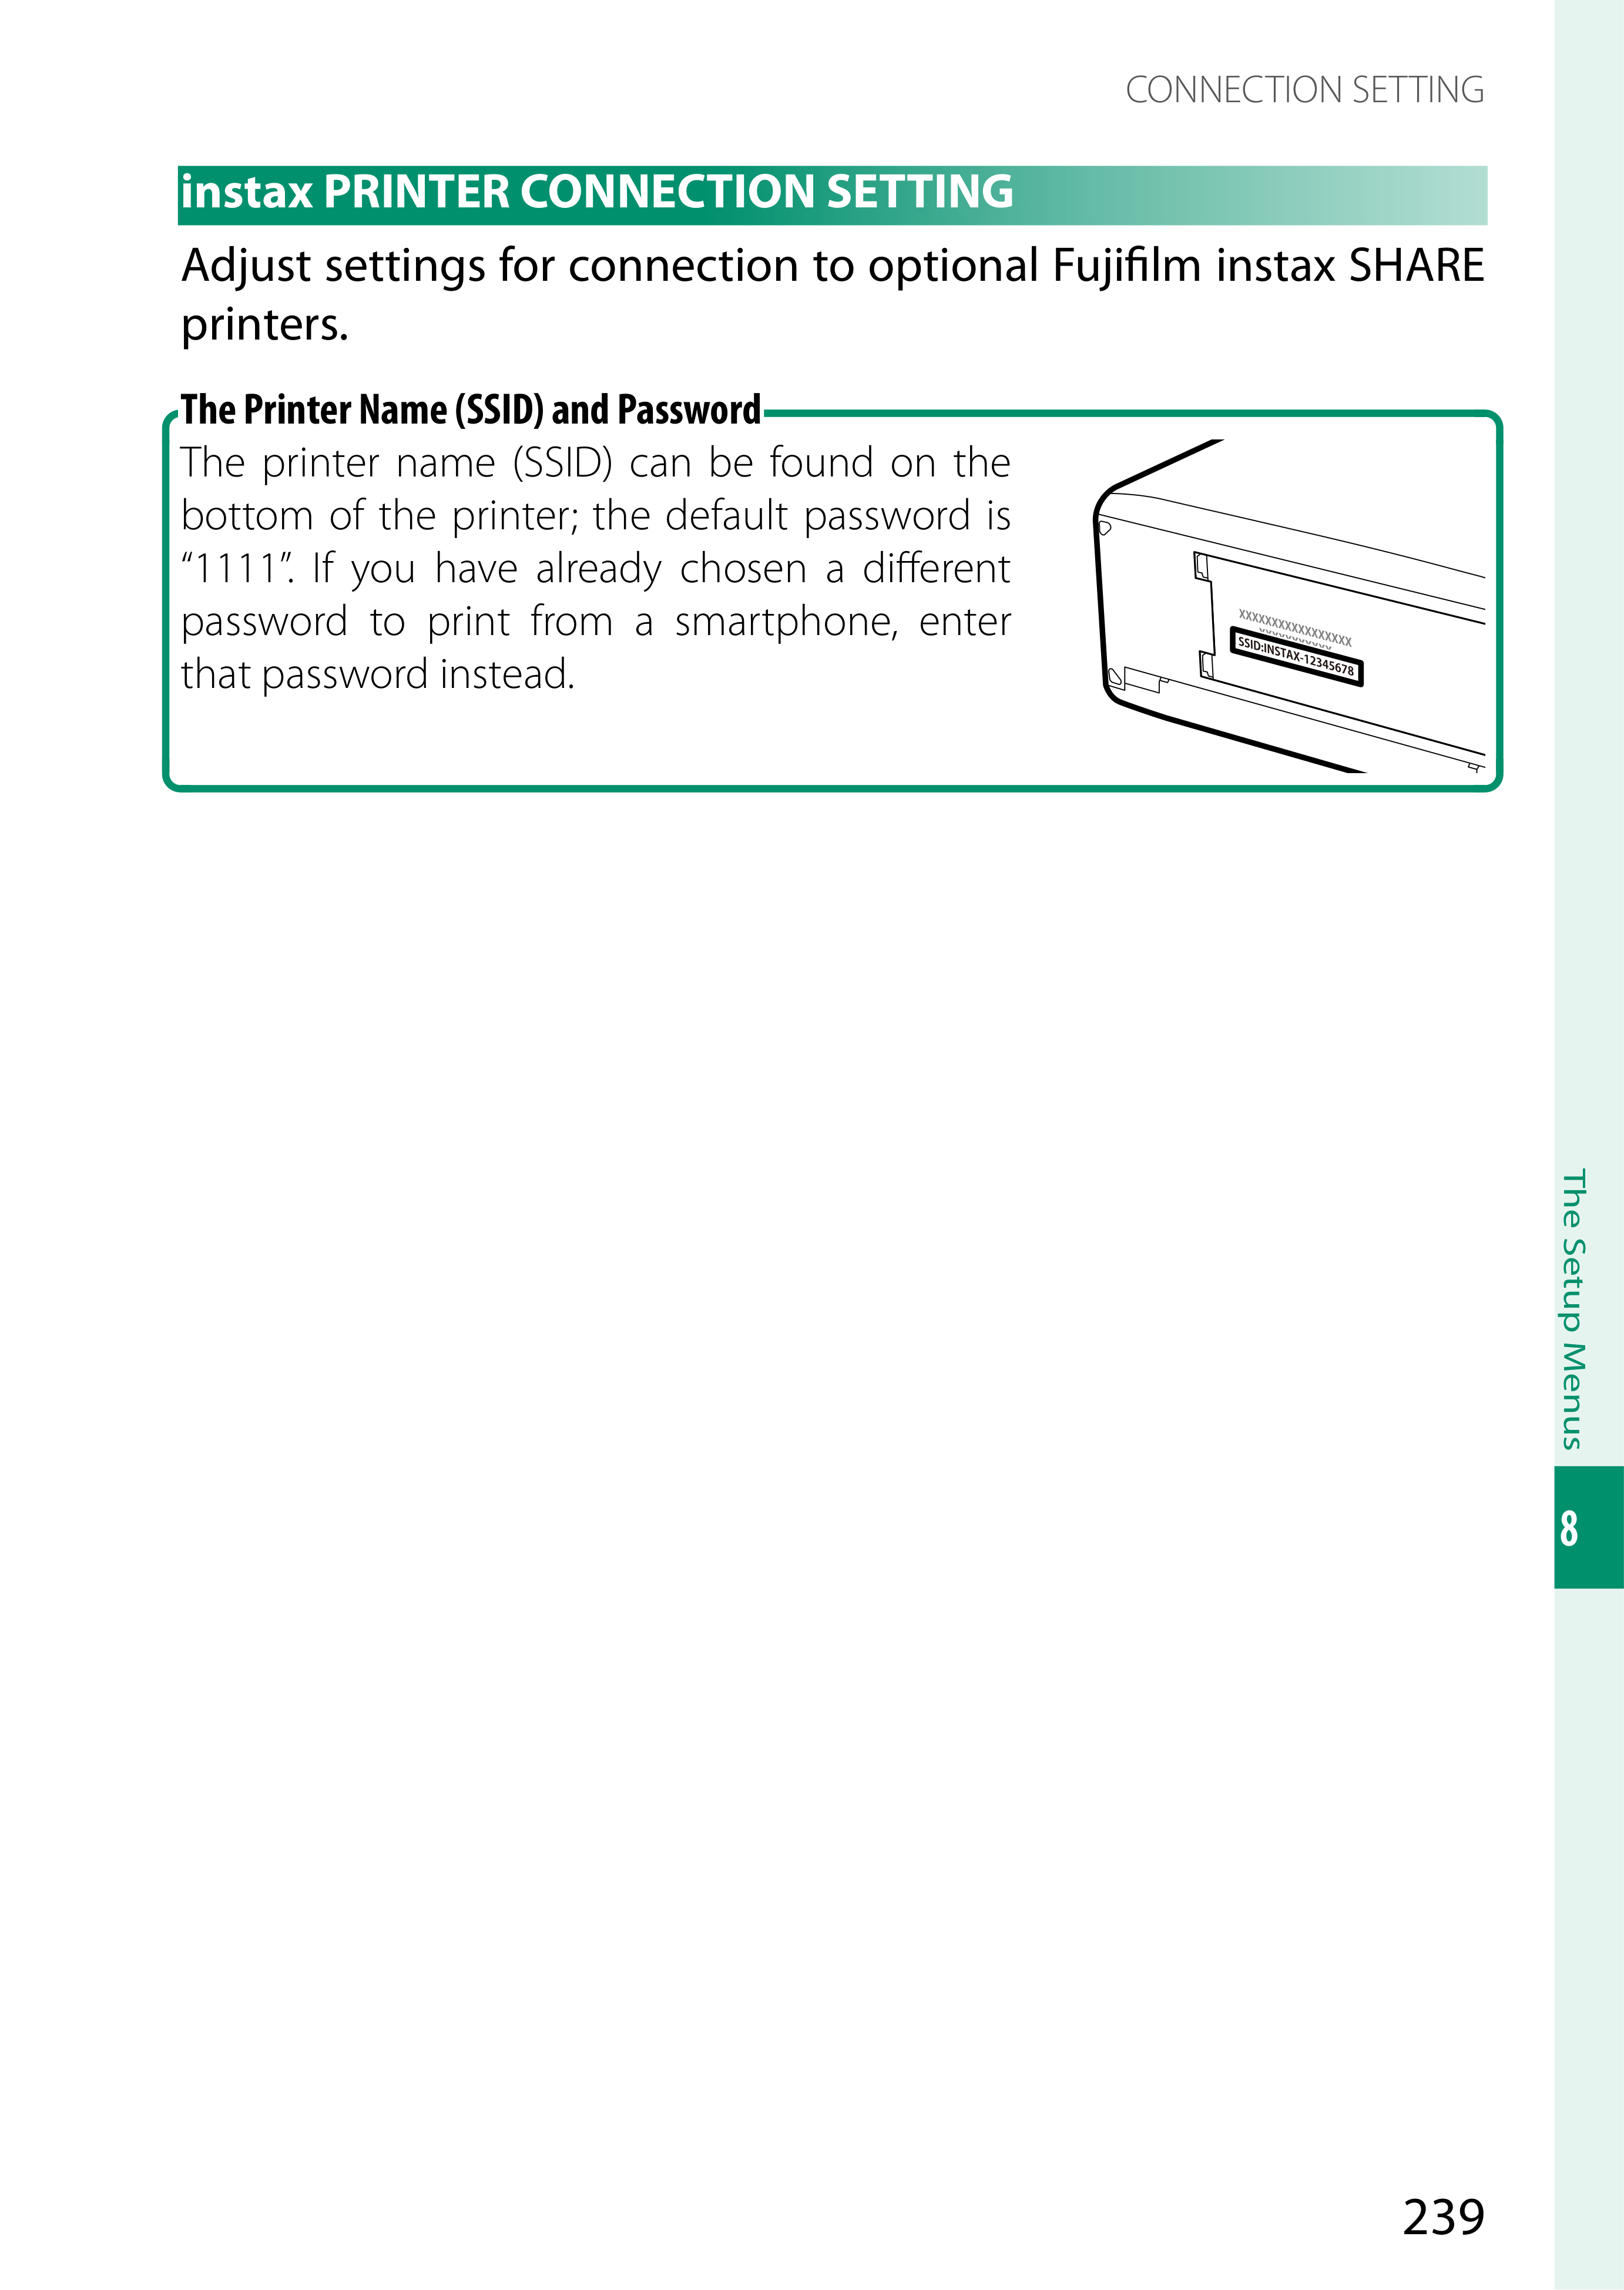 CONNECTION SETTING
instax PRINTER CONNECTION SETTING
Adjust settings for connection to optional Fujifilm instax SHARE
printers.
The Printer Name (SSID) and Password
The printer name (SSID) can be found on the
bottom of the printer; the default password is
“1111”. If you have already chosen a different
password to print from a smartphone, enter
that password instead.
XXXXXXXXXXXXXXXXX
SSID:INSTAX-12345678
The Setup Menus
8
239